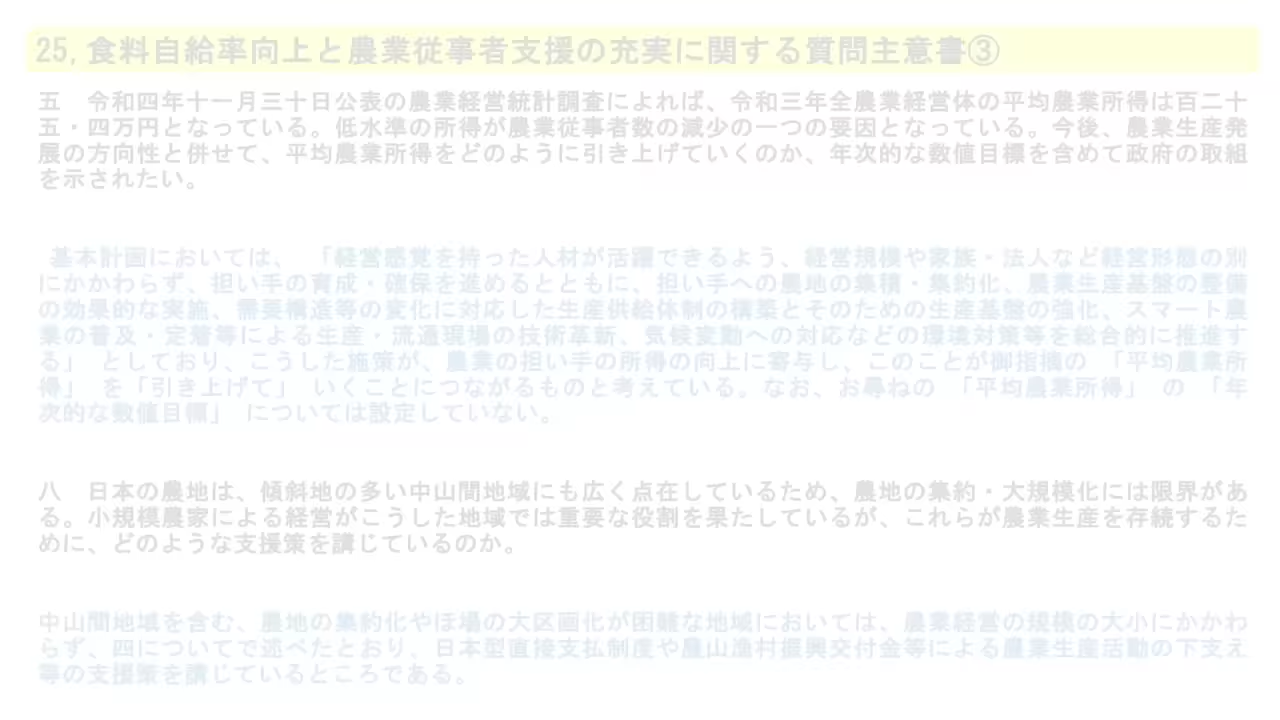 25,食料自給率向上と農業従事者支援の充実に関する質問主意書③
五　令和四年十一月三十日公表の農業経営統計調査によれば、令和三年全農業経営体の平均農業所得は百二十
五・四万円となっている。低水準の所得が農業従事者数の減少の一つの要因となっている。今後、農業生産発
展の方向性と併せて、平均農業所得をどのように引き上げていくのか、年次的な数値目標を含めて政府の取組
を示されたい。
基本計画においては、 「経営感覚を持った人材が活躍できるよう、経営規模や家族・法人など経営形態の別
にかかわらず、担い手の育成・確保を進めるとともに、担い手への農地の集積・集約化、農業生産基盤の整備
の効果的な実施、需要構造等の変化に対応した生産供給体制の構築とそのための生産基盤の強化、スマート農
業の普及・定着等による生産・流通現場の技術革新、気候変動への対応などの環境対策等を総合的に推進す
る」 としており、こうした施策が、農業の担い手の所得の向上に寄与し、このことが御指摘の 「平均農業所
得」 を「引き上げて」 いくことにつながるものと考えている。なお、お尋ねの 「平均農業所得」 の 「年
次的な数値目標」 については設定していない。
八　日本の農地は、傾斜地の多い中山間地域にも広く点在しているため、農地の集約・大規模化には限界があ
る。小規模農家による経営がこうした地域では重要な役割を果たしているが、これらが農業生産を存続するた
めに、どのような支援策を講じているのか。
中山間地域を含む、農地の集約化やほ場の大区画化が困難な地域においては、農業経営の規模の大小にかかわ
らず、四についてで述べたとおり、日本型直接支払制度や農山漁村振興交付金等による農業生産活動の下支え
等の支援策を講じているところである。